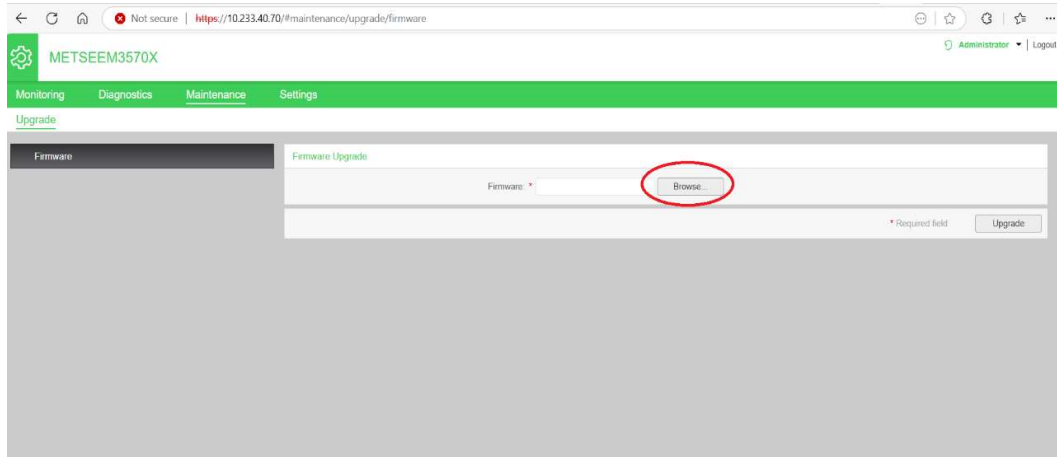 Not secure | https://10.233.40.70/#maintenance/upgrade/firmware
METSEEM3570X
Administrator | Logout
Monitoring Diagnostics Maintenance Settings
Upgrade
Firmware
Firmware Upgrade
Firmware: * Browse...
* Required field Upgrade